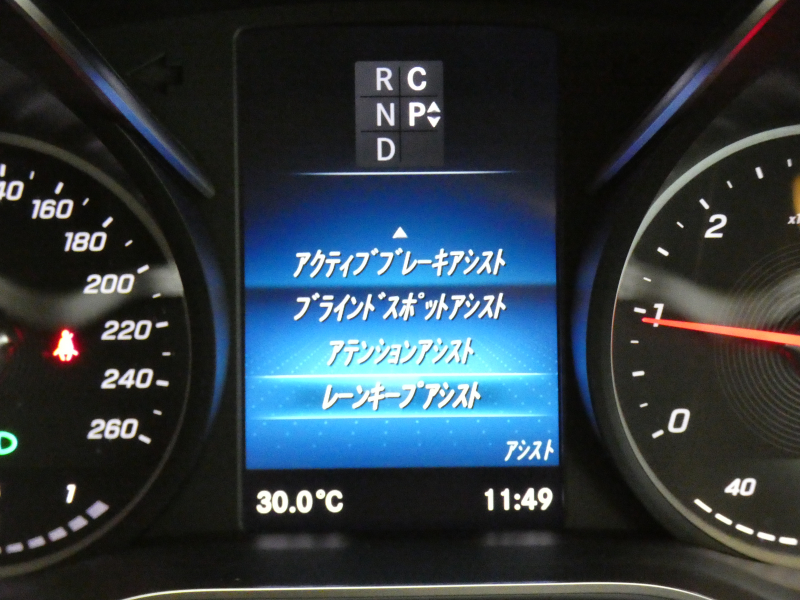 R C
N P
D
アクティブブレーキアシスト
ブラインドスポットアシスト
アテンションアシスト
レーンキープアシスト
アシスト
30.0°C
11:49
160
180
200
220
240
260
1
2
1
0
40